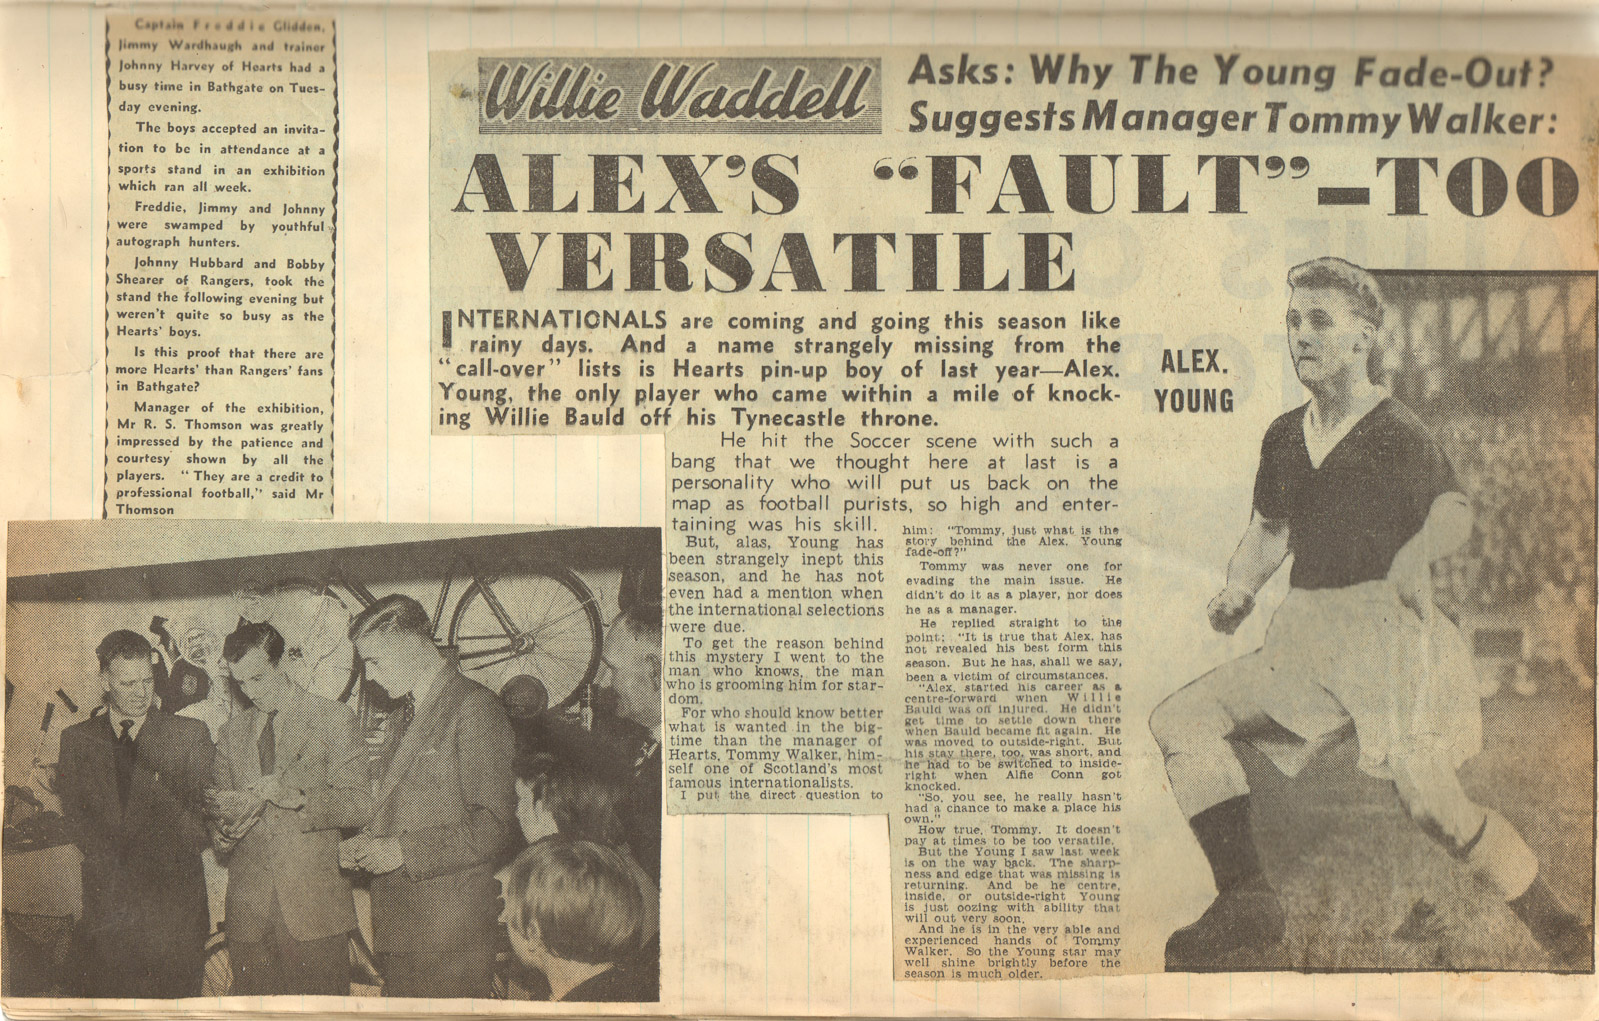 Captain Freddie Glidden,
Jimmy Wardhaugh and trainer
Johnny Harvey of Hearts had a
busy time in Bathgate on Tues-
day evening.
The boys accepted an invita-
tion to be in attendance at a
sports stand in an exhibition
which ran all week.
Freddie, Jimmy and Johnny
were swamped by youthful
autograph hunters.
Johnny Hubbard and Bobby
Shearer of Rangers, took the
stand the following evening but
weren't quite so busy as the
Hearts' boys.
Is this proof that there are
more Hearts' than Rangers' fans
in Bathgate?
Manager of the exhibition,
Mr R. S. Thomson was greatly
impressed by the patience and
courtesy shown by all the
players. "They are a credit to
professional football," said Mr
Thomson
Willie Waddell
Asks: Why The Young Fade-Out?
Suggests Manager Tommy Walker:
ALEX'S "FAULT"-TOO
VERSATILE
INTERNATIONALS are coming and going this season like
rainy days. And a name strangely missing from the
"call-over" lists is Hearts pin-up boy of last year—Alex.
Young, the only player who came within a mile of knock-
ing Willie Bauld off his Tynecastle throne.
He hit the Soccer scene with such a
bang that we thought here at last is a
personality who will put us back on the
map as football purists, so high and enter-
taining was his skill.
But, alas, Young has
been strangely inept this
season, and he has not
even had a mention when
the international selections
were due.
To get the reason behind
this mystery I went to the
man who knows, the man
who is grooming him for star-
dom.
For who should know better
what is wanted in the big-
time than the manager of
Hearts, Tommy Walker, him-
self one of Scotland's most
famous internationalists.
I put the direct question to
him: "Tommy, just what is the
story behind the Alex. Young
fade-off?"
Tommy was never one for
evading the main issue. He
didn't do it as a player, nor does
he as a manager.
He replied straight to the
point: "It is true that Alex. has
not revealed his best form this
season. But he has, shall we say,
been a victim of circumstances.
"Alex. started his career as a
centre-forward when Willie
Bauld was off injured. He didn't
get time to settle down there
when Bauld became fit again. He
was moved to outside-right. But
his stay there, too, was short, and
he had to be switched to inside-
right when Alfie Conn got
knocked.
"So, you see, he really hasn't
had a chance to make a place his
own."
How true, Tommy. It doesn't
pay at times to be too versatile.
But the Young I saw last week
is on the way back. The sharp-
ness and edge that was missing is
returning. And be he centre,
inside, or outside-right Young
is just oozing with ability that
will out very soon.
And he is in the very able and
experienced hands of Tommy
Walker. So the Young star may
well shine brightly before the
season is much older.
ALEX.
YOUNG